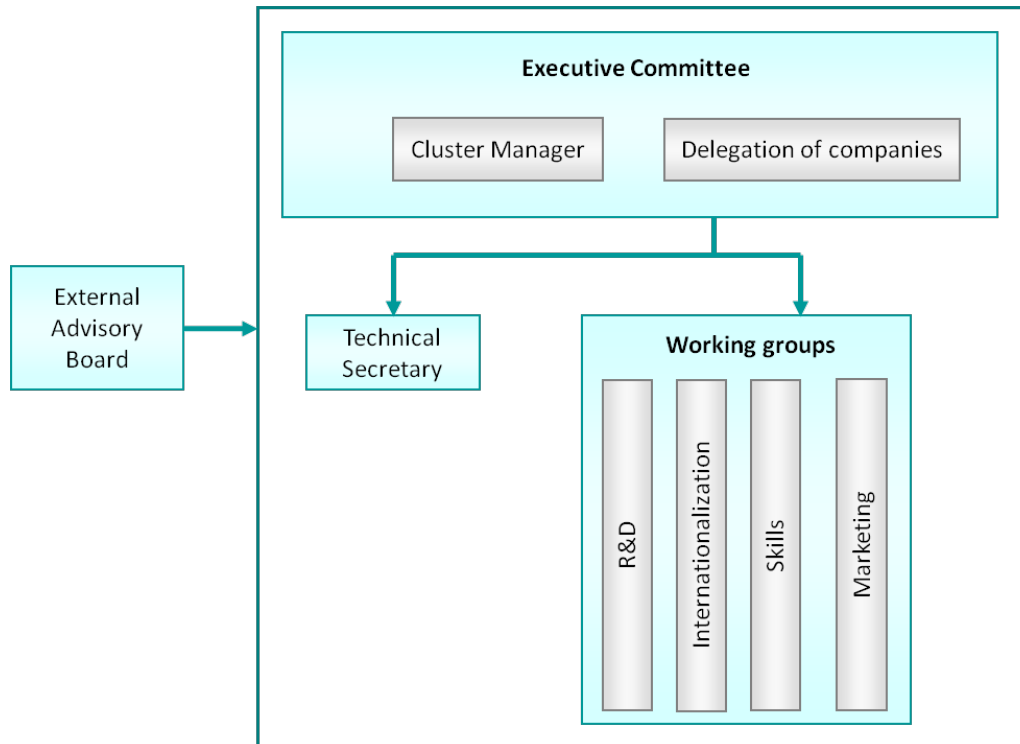 Executive Committee
Cluster Manager
Delegation of companies
External
Advisory
Board
Technical
Secretary
Working groups
R&D
Internationalization
Skills
Marketing